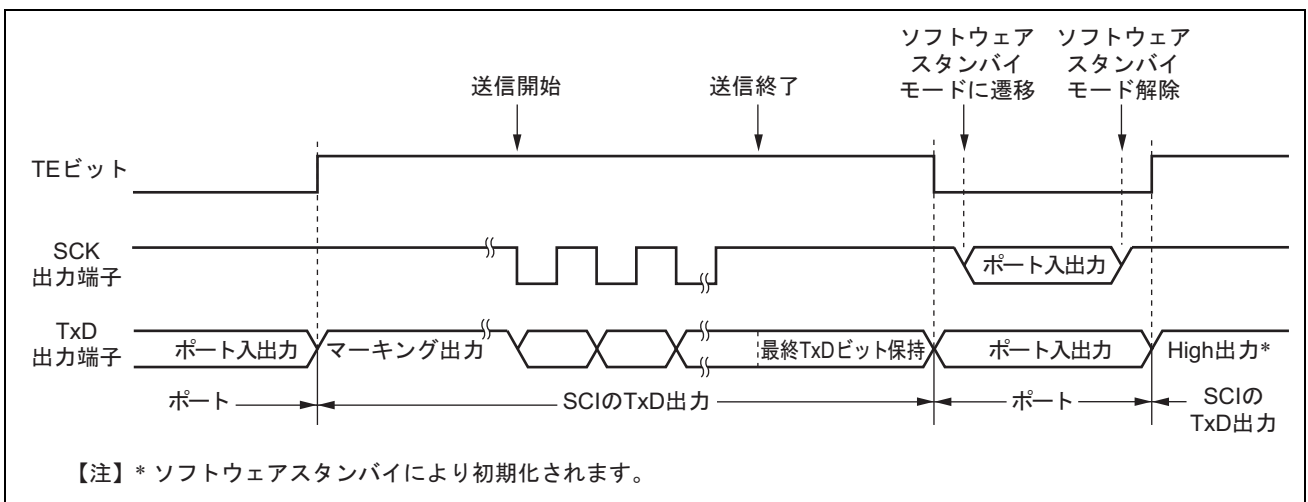 ソフトウェア
スタンバイ
モードに遷移
ソフトウェア
スタンバイ
モード解除
送信開始
送信終了
TEビット
SCK
出力端子
ポート入出力
TxD
出力端子
ポート入出力
マーキング出力
最終TxDビット保持
ポート入出力
High出力*
ポート
SCIのTxD出力
ポート
SCIの
TxD出力
【注】* ソフトウェアスタンバイにより初期化されます。